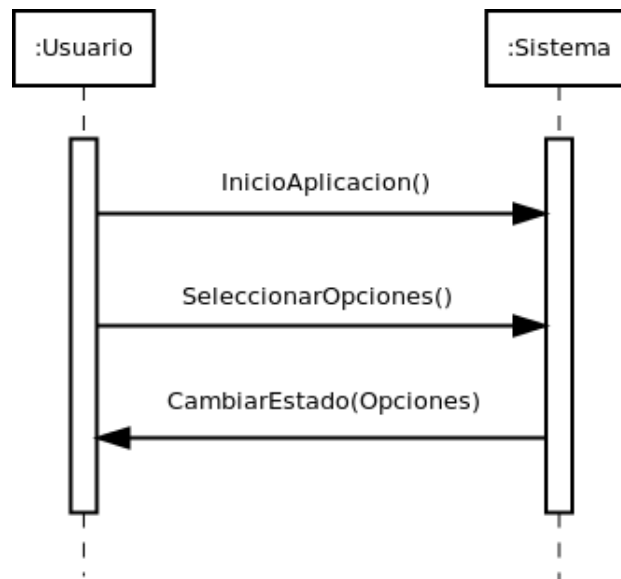 :Usuario
:Sistema
InicioAplicacion()
SeleccionarOpciones()
CambiarEstado(Opciones)